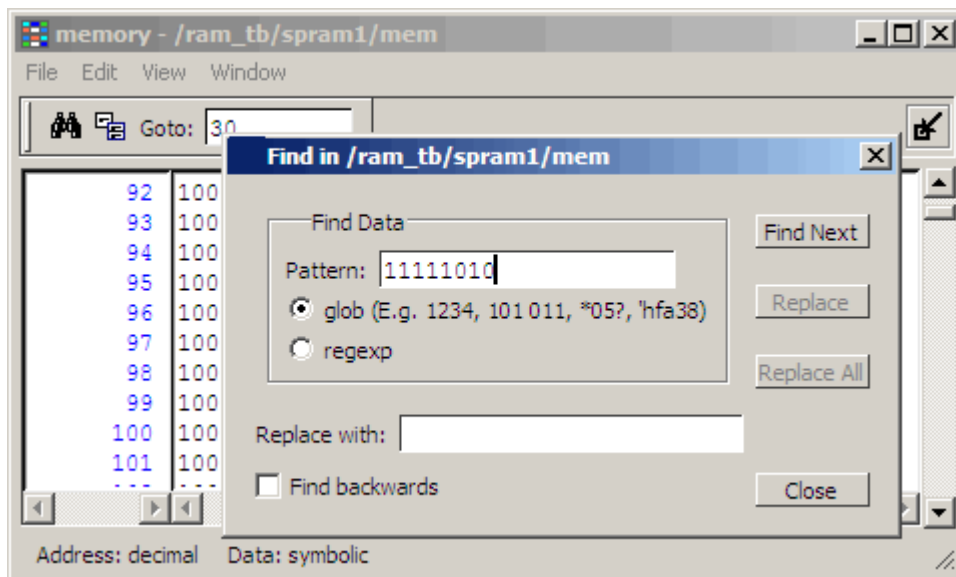 memory - /ram_tb/spram1/mem
File Edit View Window
Goto: 30
Find in /ram_tb/spram1/mem
92 100
93 100
94 100
95 100
96 100
97 100
98 100
99 100
100 100
101 100
Find Data
Pattern: 11111010
glob (E.g. 1234, 101 011, *05?, 'hfa38)
regexp
Find Next
Replace
Replace All
Replace with:
Find backwards
Close
Address: decimal Data: symbolic